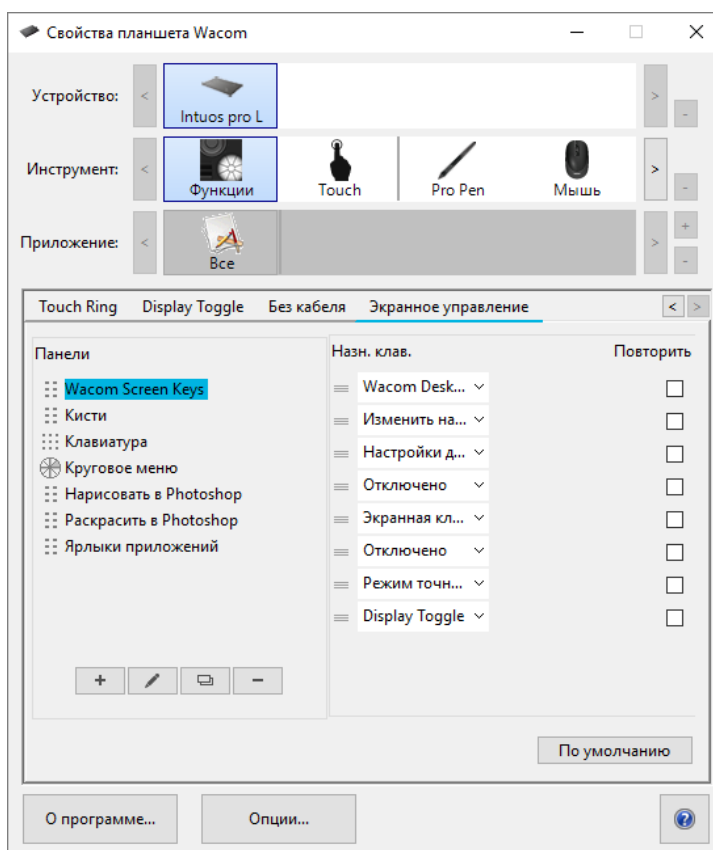 Свойства планшета Wacom
Устройство:
Intuos pro L
Инструмент:
Функции Touch Pro Pen Мышь
Приложение:
Все
Touch Ring Display Toggle Без кабеля Экранное управление
Панели
Wacom Screen Keys
Кисти
Клавиатура
Круговое меню
Нарисовать в Photoshop
Раскрасить в Photoshop
Ярлыки приложений
Назн. клав. Повторить
Wacom Desk...
Изменить на...
Настройки д...
Отключено
Экранная кл...
Отключено
Режим точн...
Display Toggle
По умолчанию
О программе... Опции...